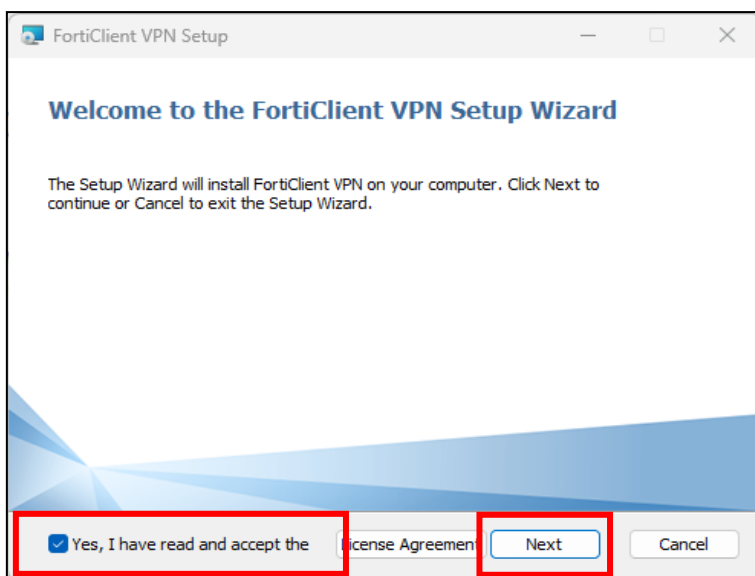 FortiClient VPN Setup
Welcome to the FortiClient VPN Setup Wizard
The Setup Wizard will install FortiClient VPN on your computer. Click Next to
continue or Cancel to exit the Setup Wizard.
Yes, I have read and accept the License Agreement Next Cancel